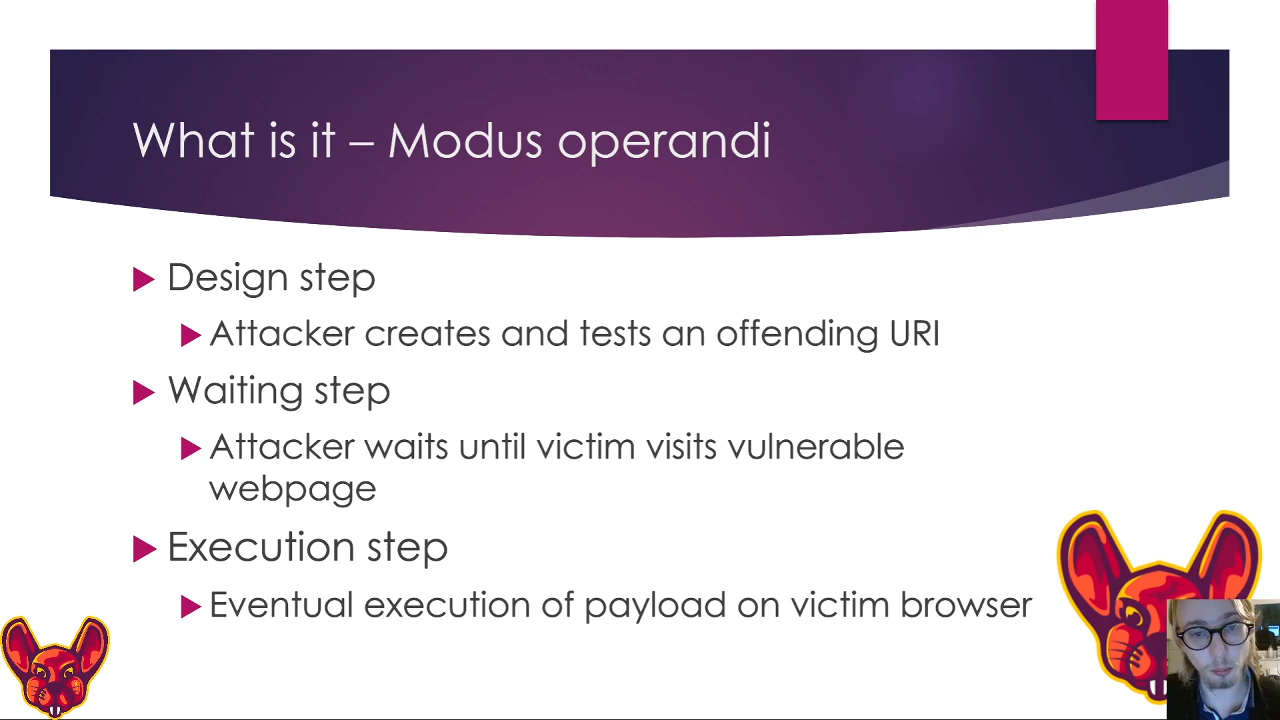 What is it – Modus operandi
Design step
Attacker creates and tests an offending URI
Waiting step
Attacker waits until victim visits vulnerable
webpage
Execution step
Eventual execution of payload on victim browser